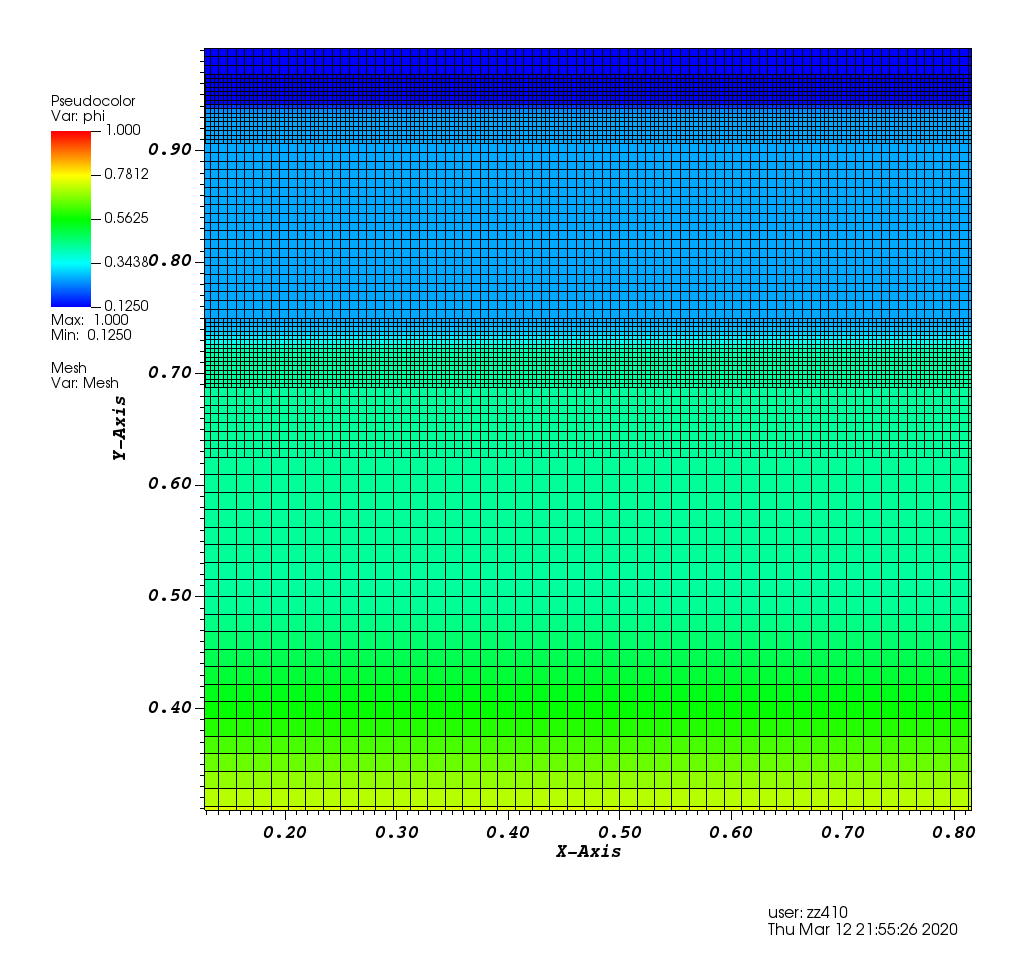 Pseudocolor
Var: phi
1.000
0.7812
0.5625
0.3438
0.1250
Max: 1.000
Min: 0.1250
Mesh
Var: Mesh
0.90
0.80
0.70
0.60
0.50
0.40
Y-Axis
0.20 0.30 0.40 0.50 0.60 0.70 0.80
X-Axis
user: zz410
Thu Mar 12 21:55:26 2020